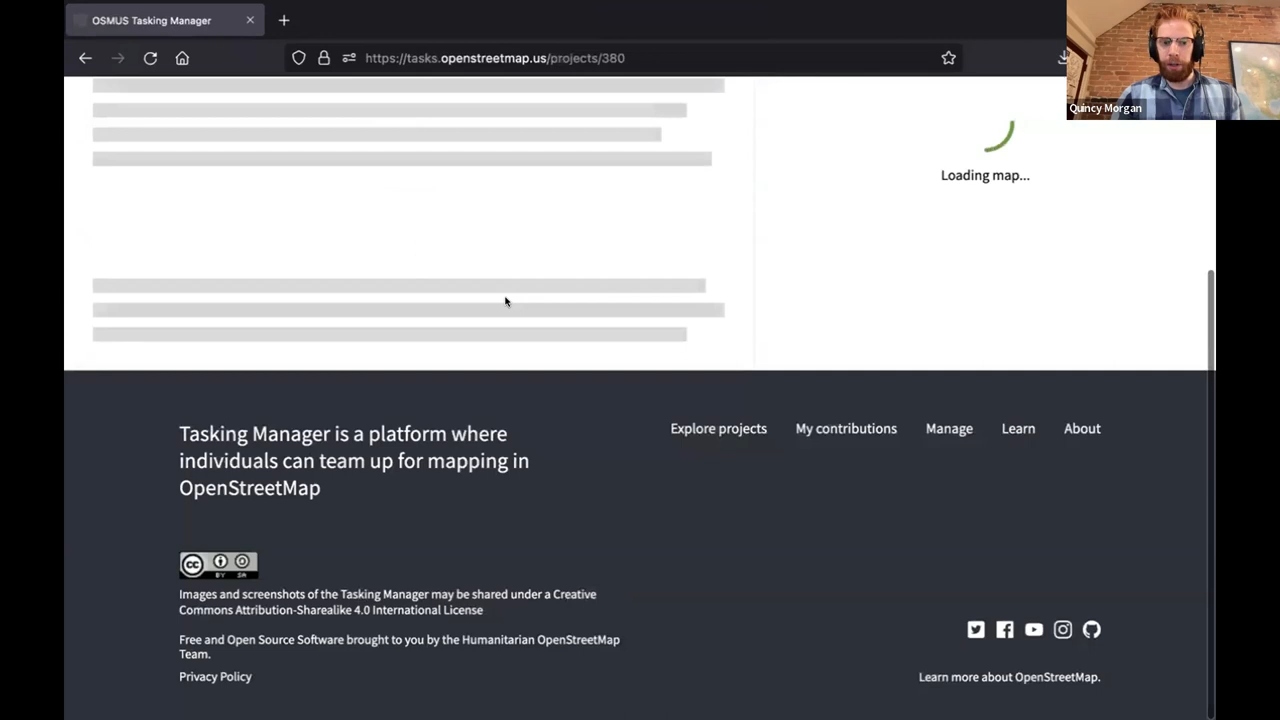 OSMUS Tasking Manager
https://tasks.openstreetmap.us/projects/380
Quincy Morgan
Loading map...
Tasking Manager is a platform where
individuals can team up for mapping in
OpenStreetMap
Explore projects
My contributions
Manage
Learn
About
CC
BY SA
Images and screenshots of the Tasking Manager may be shared under a Creative
Commons Attribution-Sharealike 4.0 International License
Free and Open Source Software brought to you by the Humanitarian OpenStreetMap
Team.
Privacy Policy
Learn more about OpenStreetMap.